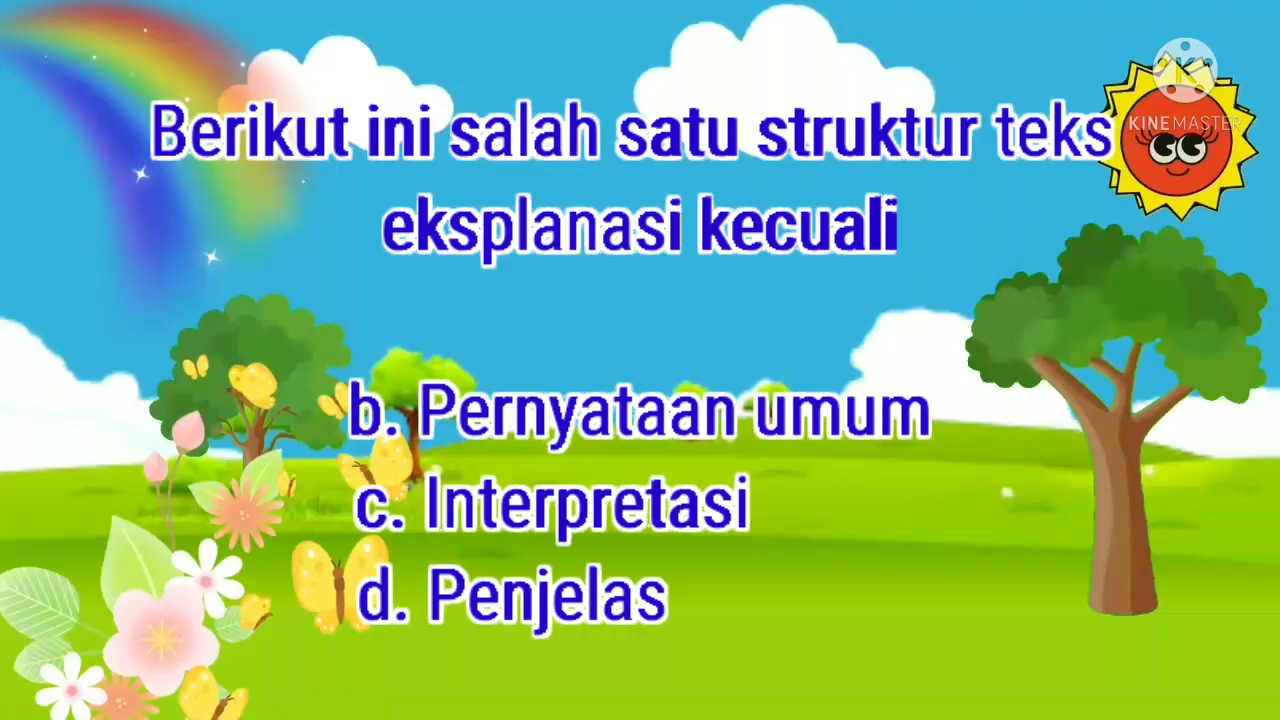 Berikut ini salah satu struktur teks
eksplanasi kecuali
b. Pernyataan umum
c. Interpretasi
d. Penjelas
KINEMASTER